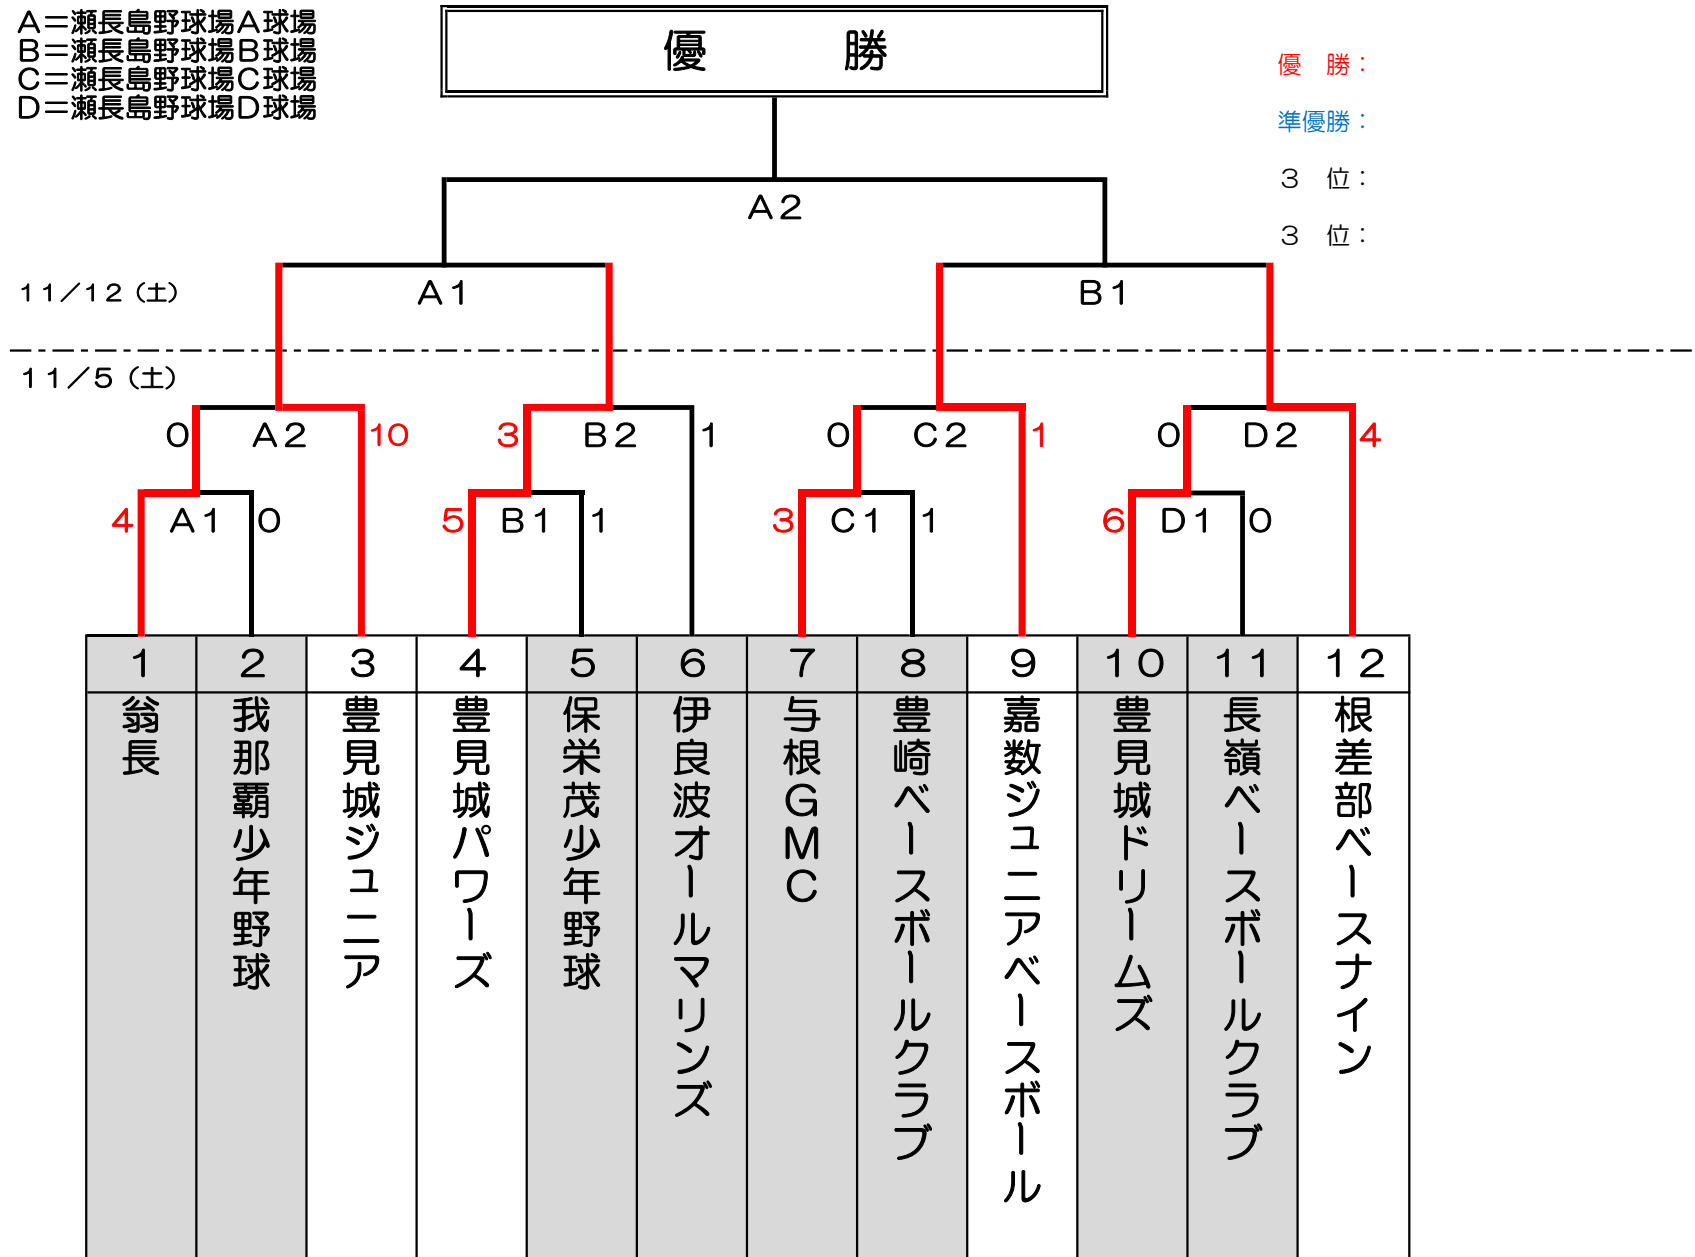 A＝瀬長島野球場A球場
B＝瀬長島野球場B球場
C＝瀬長島野球場C球場
D＝瀬長島野球場D球場
優　勝
優　勝：
準優勝：
３　位：
３　位：
A２
１１／１２（土）
A１
B１
１１／５（土）
0 A２ 10 3 B２ 1 0 C２ 1 0 D２ 4
4 A１ 0 5 B１ 1 3 C１ 1 6 D１ 0
1 2 3 4 5 6 7 8 9 10 11 12
翁長
我那覇少年野球
豊見城ジュニア
豊見城パワーズ
保栄茂少年野球
伊良波オールマリンズ
与根GMC
豊崎ベースボールクラブ
嘉数ジュニアベースボール
豊見城ドリームズ
長嶺ベースボールクラブ
根差部ベースナイン